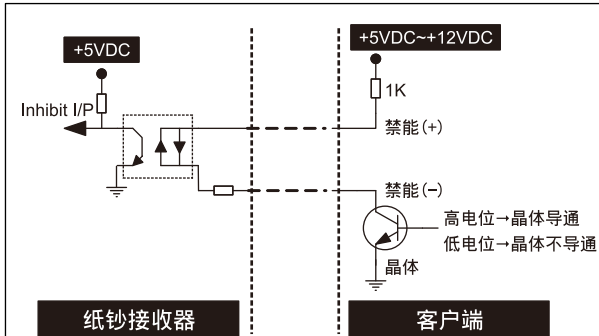 +5VDC
+5VDC~+12VDC
1K
Inhibit I/P
禁能(+)
禁能(−)
高电位→晶体导通
低电位→晶体不导通
晶体
纸钞接收器
客户端